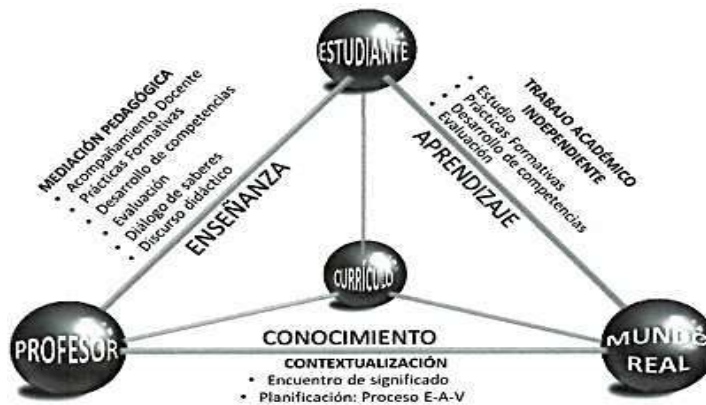 ESTUDIANTE
MEDIACIÓN PEDAGÓGICA
• Acompañamiento Docente
• Prácticas Formativas
• Desarrollo de competencias
• Evaluación
• Diálogo de saberes
• Discurso didáctico
ENSEÑANZA
TRABAJO ACADÉMICO
INDEPENDIENTE
• Estudio
• Prácticas Formativas
• Desarrollo de competencias
• Evaluación
APRENDIZAJE
CURRÍCULO
PROFESOR
CONOCIMIENTO
MUNDO
REAL
CONTEXTUALIZACIÓN
• Encuentro de significado
• Planificación: Proceso E-A-V